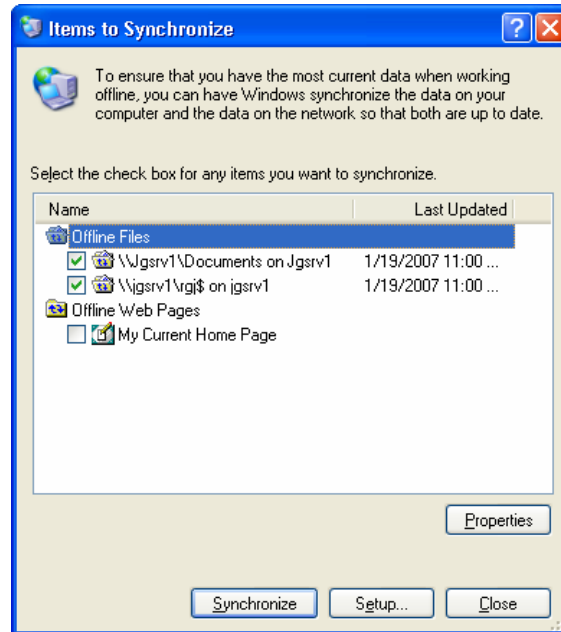 Items to Synchronize
To ensure that you have the most current data when working
offline, you can have Windows synchronize the data on your
computer and the data on the network so that both are up to date.
Select the check box for any items you want to synchronize.
Name Last Updated
Offline Files
\\Jgsrv1\Documents on Jgsrv1 1/19/2007 11:00 ...
\\jgsrv1\rgj$ on jgsrv1 1/19/2007 11:00 ...
Offline Web Pages
My Current Home Page
Properties
Synchronize Setup... Close